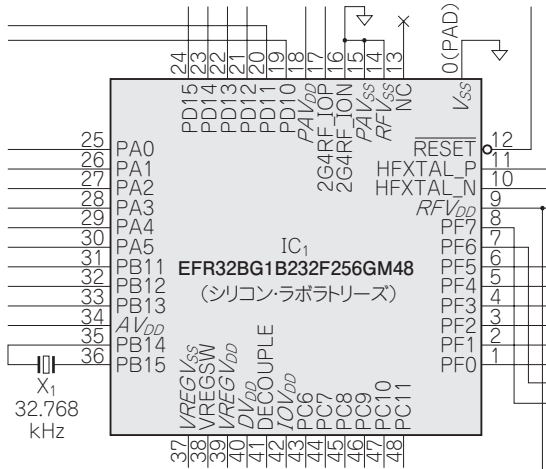 24 23 22 21 20 19 18 17 16 15 14 13 0(PAD)
PD15 PD14 PD13 PD12 PD11 PD10 PAVDD 2G4RF_IOP 2G4RF_ION PAVSS RFVSS NC VSS
25 PA0
26 PA1
27 PA2
28 PA3
29 PA4
30 PA5
31 PB11
32 PB12
33 PB13
34 AVDD
35 PB14
36 PB15
RESET 12
HFXTAL_P 11
HFXTAL_N 10
RFVDD 9
PF7 8
PF6 7
PF5 6
PF4 5
PF3 4
PF2 3
PF1 2
PF0 1
IC1
EFR32BG1B232F256GM48
(シリコン・ラボラトリーズ)
X1
32.768
kHz
VREGVSS VREGSW VREGVDD DVDD DECOUPLE IOVDD PC6 PC7 PC8 PC9 PC10 PC11
37 38 39 40 41 42 43 44 45 46 47 48